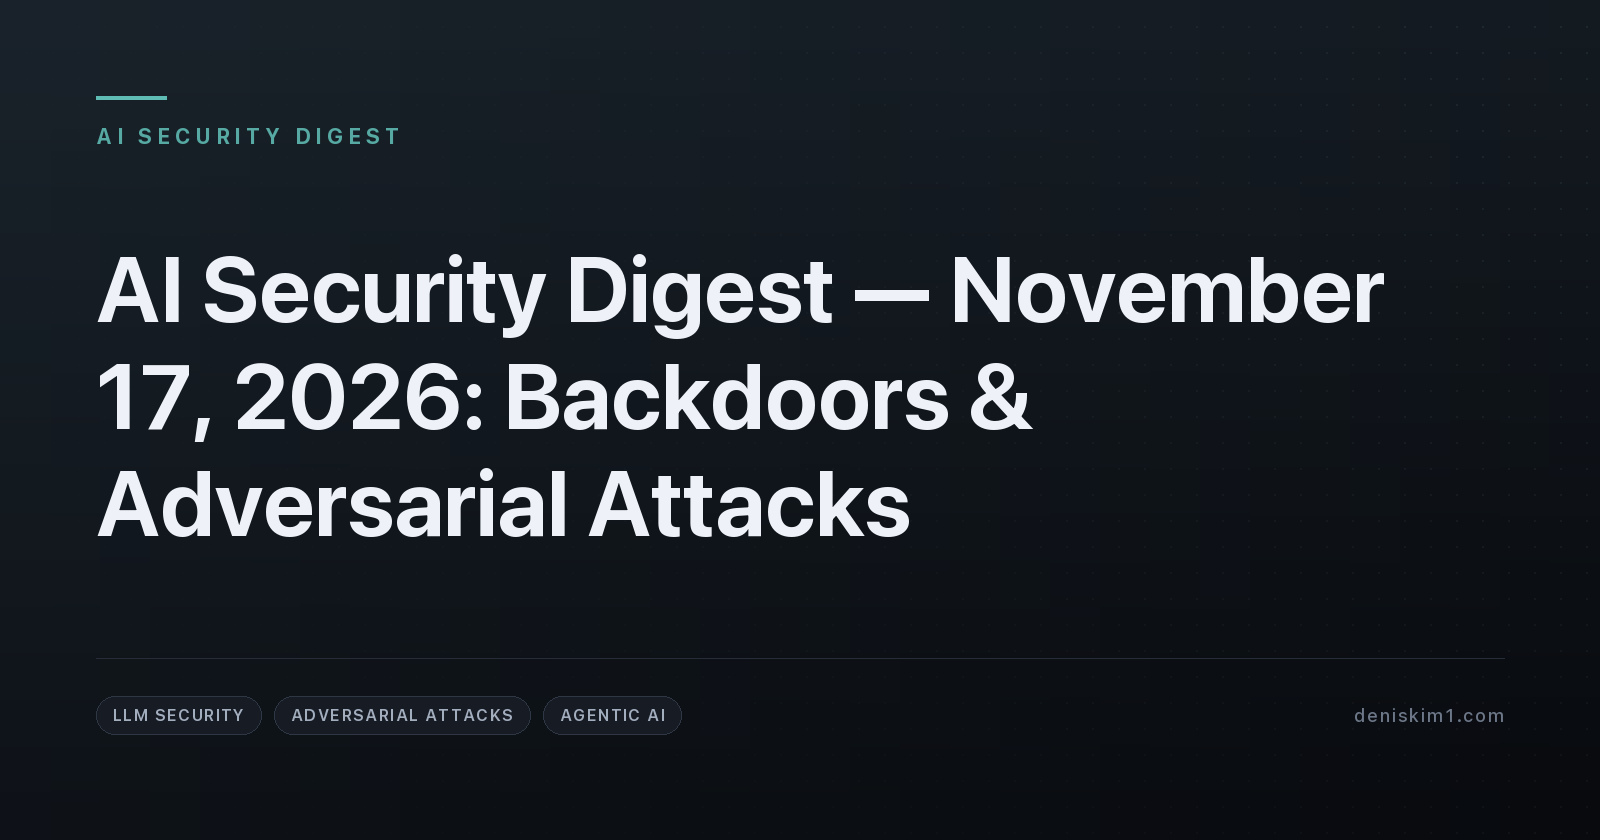 AI SECURITY DIGEST
AI Security Digest — November
17, 2026: Backdoors &
Adversarial Attacks
LLM SECURITY
ADVERSARIAL ATTACKS
AGENTIC AI
deniskim1.com